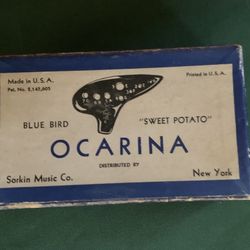 Made in U.S.A.
Pat. No. 2,142,605
Printed in U.S.A.
BLUE BIRD
"SWEET POTATO"
OCARINA
DISTRIBUTED BY
Sorkin Music Co.
New York